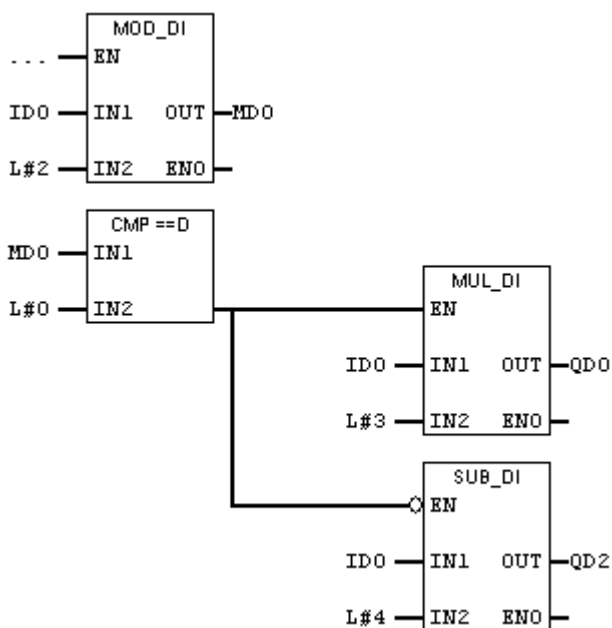 MOD_DI
... EN
ID0 IN1 OUT MD0
L#2 IN2 ENO
CMP ==D
MD0 IN1
L#0 IN2
MUL_DI
EN
ID0 IN1 OUT QD0
L#3 IN2 ENO
SUB_DI
EN
ID0 IN1 OUT QD2
L#4 IN2 ENO